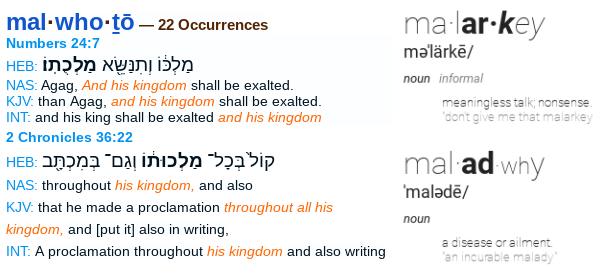 mal·who·ṯō — 22 Occurrences
Numbers 24:7
HEB: מַלְכּ֔וֹ וְתִנַּשֵּׂ֖א מַלְכֻתֽוֹ׃
NAS: Agag, And his kingdom shall be exalted.
KJV: than Agag, and his kingdom shall be exalted.
INT: and his king shall be exalted and his kingdom
2 Chronicles 36:22
HEB: קוֹל֙ בְּכָל־ מַלְכוּת֔וֹ וְגַם־ בְּמִכְתָּ֖ב
NAS: throughout his kingdom, and also
KJV: that he made a proclamation throughout all his
kingdom, and [put it] also in writing,
INT: A proclamation throughout his kingdom and also writing
ma·lar·key
məˈlärkē/
noun informal
meaningless talk; nonsense.
"don't give me that malarkey
mal·ad·why
ˈmalədē/
noun
a disease or ailment.
"an incurable malady"